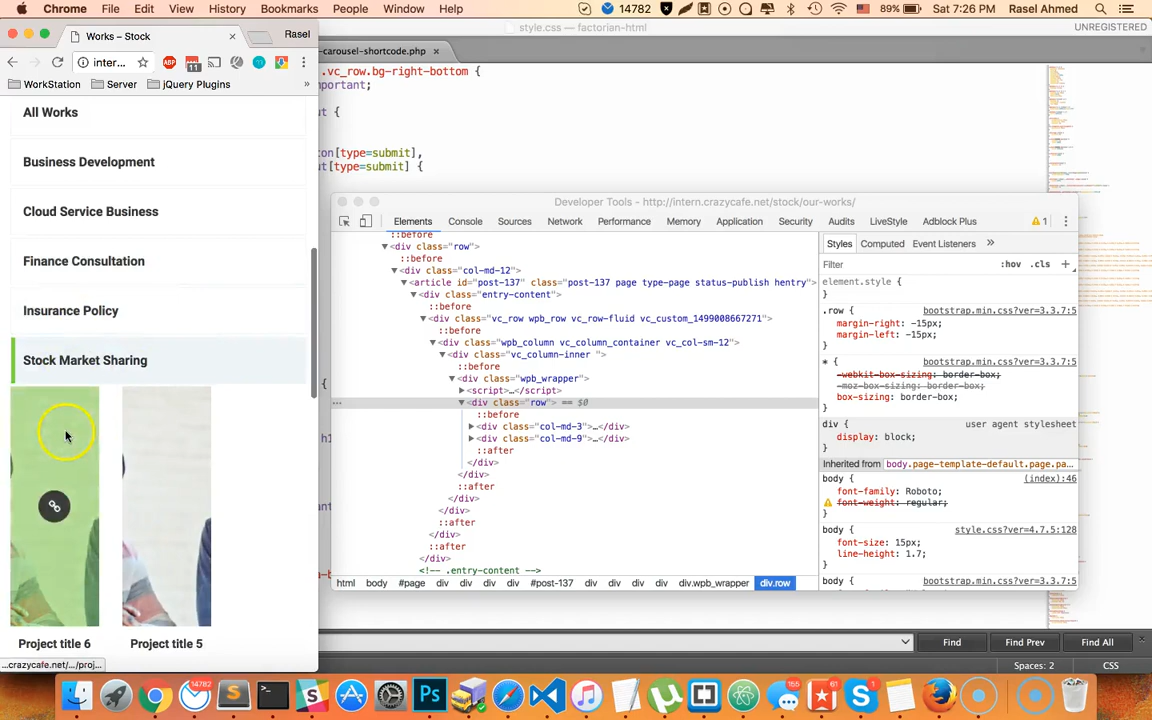 Chrome File Edit View History Bookmarks People Window Help 14782 89% Sat 7:26 PM Rasel Ahmed
style.css — factorian-html UNREGISTERED
Works – Stock Rasel
-carousel-shortcode.php
inter...
WorkStation Server jQuery Plugins »
.vc_row.bg-right-bottom {
portant;
ut {
ton[type=submit],
ut[type=submit] {
All Works
Business Development
Cloud Service Business
Finance Consultation
Insurance Policy
Stock Market Sharing
Project title 6 Project title 5
...crazycafe.net/.../proj...
Developer Tools - http://intern.crazycafe.net/stock/our-works/
Elements Console Sources Network Performance Memory Application Security Audits LiveStyle Adblock Plus 1
::before
<div class="row">
::before
<div class="col-md-12">
<article id="post-137" class="post-137 page type-page status-publish hentry">
<div class="entry-content">
::before
<div class="vc_row wpb_row vc_row-fluid vc_custom_1499008667271">
::before
<div class="wpb_column vc_column_container vc_col-sm-12">
<div class="vc_column-inner ">
::before
<div class="wpb_wrapper">
<script>…</script>
<div class="row"> == $0
::before
<div class="col-md-3">…</div>
<div class="col-md-9">…</div>
::after
</div>
</div>
::after
</div>
</div>
::after
</div>
::after
</div>
<!-- .entry-content -->
html body #page div div div div #post-137 div div div div.wpb_wrapper div.row
Styles Computed Event Listeners »
Filter :hov .cls +
element.style {
}
.row { bootstrap.min.css?ver=3.3.7:5
margin-right: -15px;
margin-left: -15px;
}
* { bootstrap.min.css?ver=3.3.7:5
-webkit-box-sizing: border-box;
-moz-box-sizing: border-box;
box-sizing: border-box;
}
div { user agent stylesheet
display: block;
}
Inherited from body.page-template-default.page.pa…
body { (index):46
font-family: Roboto;
font-weight: regular;
}
body { style.css?ver=4.7.5:128
font-size: 15px;
line-height: 1.7;
}
body { bootstrap.min.css?ver=3.3.7:5
Find Find Prev Find All
Spaces: 2 CSS